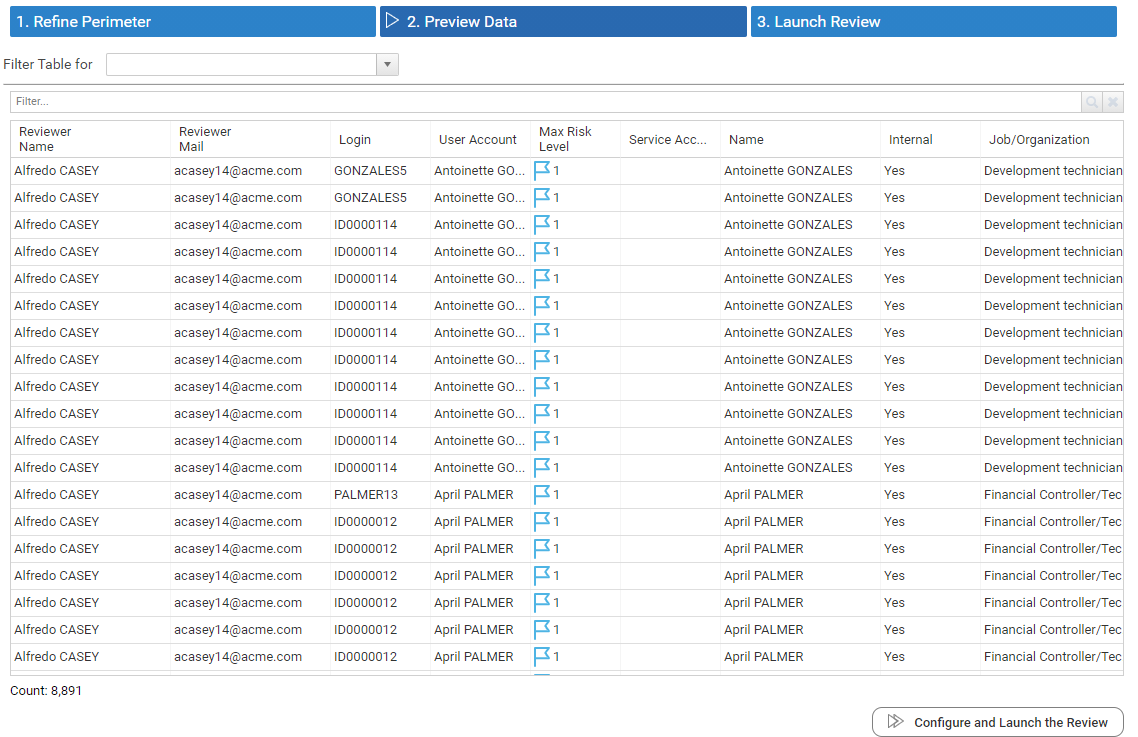 1. Refine Perimeter 2. Preview Data 3. Launch Review
Filter Table for
Filter...
Reviewer Name Reviewer Mail Login User Account Max Risk Level Service Acc... Name Internal Job/Organization
Alfredo CASEY acasey14@acme.com GONZALES5 Antoinette GO... 1 Antoinette GONZALES Yes Development technician
Alfredo CASEY acasey14@acme.com GONZALES5 Antoinette GO... 1 Antoinette GONZALES Yes Development technician
Alfredo CASEY acasey14@acme.com ID0000114 Antoinette GO... 1 Antoinette GONZALES Yes Development technician
Alfredo CASEY acasey14@acme.com ID0000114 Antoinette GO... 1 Antoinette GONZALES Yes Development technician
Alfredo CASEY acasey14@acme.com ID0000114 Antoinette GO... 1 Antoinette GONZALES Yes Development technician
Alfredo CASEY acasey14@acme.com ID0000114 Antoinette GO... 1 Antoinette GONZALES Yes Development technician
Alfredo CASEY acasey14@acme.com ID0000114 Antoinette GO... 1 Antoinette GONZALES Yes Development technician
Alfredo CASEY acasey14@acme.com ID0000114 Antoinette GO... 1 Antoinette GONZALES Yes Development technician
Alfredo CASEY acasey14@acme.com ID0000114 Antoinette GO... 1 Antoinette GONZALES Yes Development technician
Alfredo CASEY acasey14@acme.com ID0000114 Antoinette GO... 1 Antoinette GONZALES Yes Development technician
Alfredo CASEY acasey14@acme.com ID0000114 Antoinette GO... 1 Antoinette GONZALES Yes Development technician
Alfredo CASEY acasey14@acme.com ID0000114 Antoinette GO... 1 Antoinette GONZALES Yes Development technician
Alfredo CASEY acasey14@acme.com PALMER13 April PALMER 1 April PALMER Yes Financial Controller/Tec
Alfredo CASEY acasey14@acme.com ID0000012 April PALMER 1 April PALMER Yes Financial Controller/Tec
Alfredo CASEY acasey14@acme.com ID0000012 April PALMER 1 April PALMER Yes Financial Controller/Tec
Alfredo CASEY acasey14@acme.com ID0000012 April PALMER 1 April PALMER Yes Financial Controller/Tec
Alfredo CASEY acasey14@acme.com ID0000012 April PALMER 1 April PALMER Yes Financial Controller/Tec
Alfredo CASEY acasey14@acme.com ID0000012 April PALMER 1 April PALMER Yes Financial Controller/Tec
Alfredo CASEY acasey14@acme.com ID0000012 April PALMER 1 April PALMER Yes Financial Controller/Tec
Count: 8,891
Configure and Launch the Review